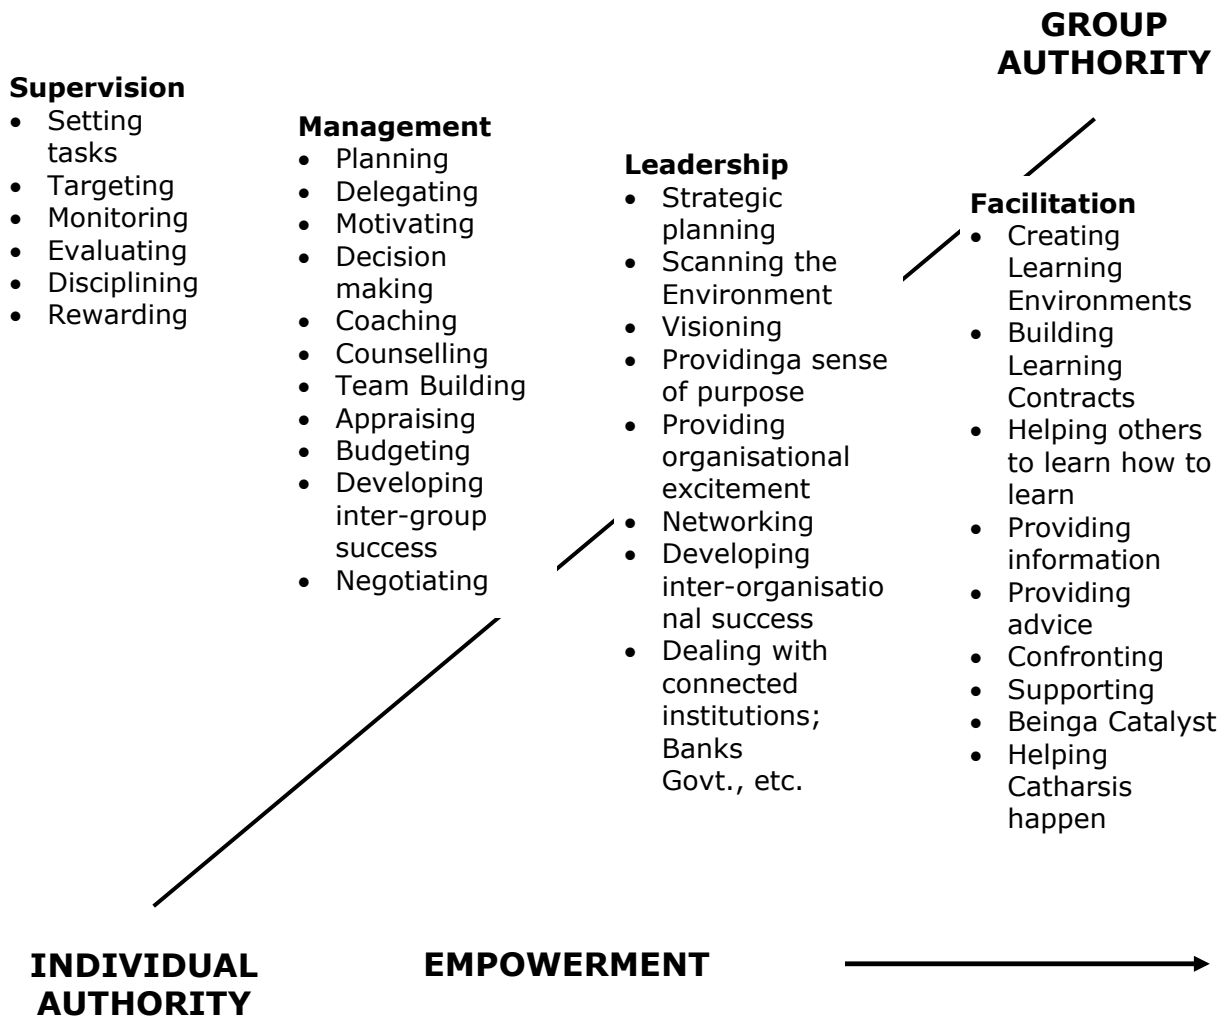 GROUP
AUTHORITY
Supervision
• Setting
tasks
• Targeting
• Monitoring
• Evaluating
• Disciplining
• Rewarding
Management
• Planning
• Delegating
• Motivating
• Decision
making
• Coaching
• Counselling
• Team Building
• Appraising
• Budgeting
• Developing
inter-group
success
• Negotiating
Leadership
• Strategic
planning
• Scanning the
Environment
• Visioning
• Providinga sense
of purpose
• Providing
organisational
excitement
• Networking
• Developing
inter-organisatio
nal success
• Dealing with
connected
institutions;
Banks
Govt., etc.
Facilitation
• Creating
Learning
Environments
• Building
Learning
Contracts
• Helping others
to learn how to
learn
• Providing
information
• Providing
advice
• Confronting
• Supporting
• Beinga Catalyst
• Helping
Catharsis
happen
INDIVIDUAL
AUTHORITY
EMPOWERMENT